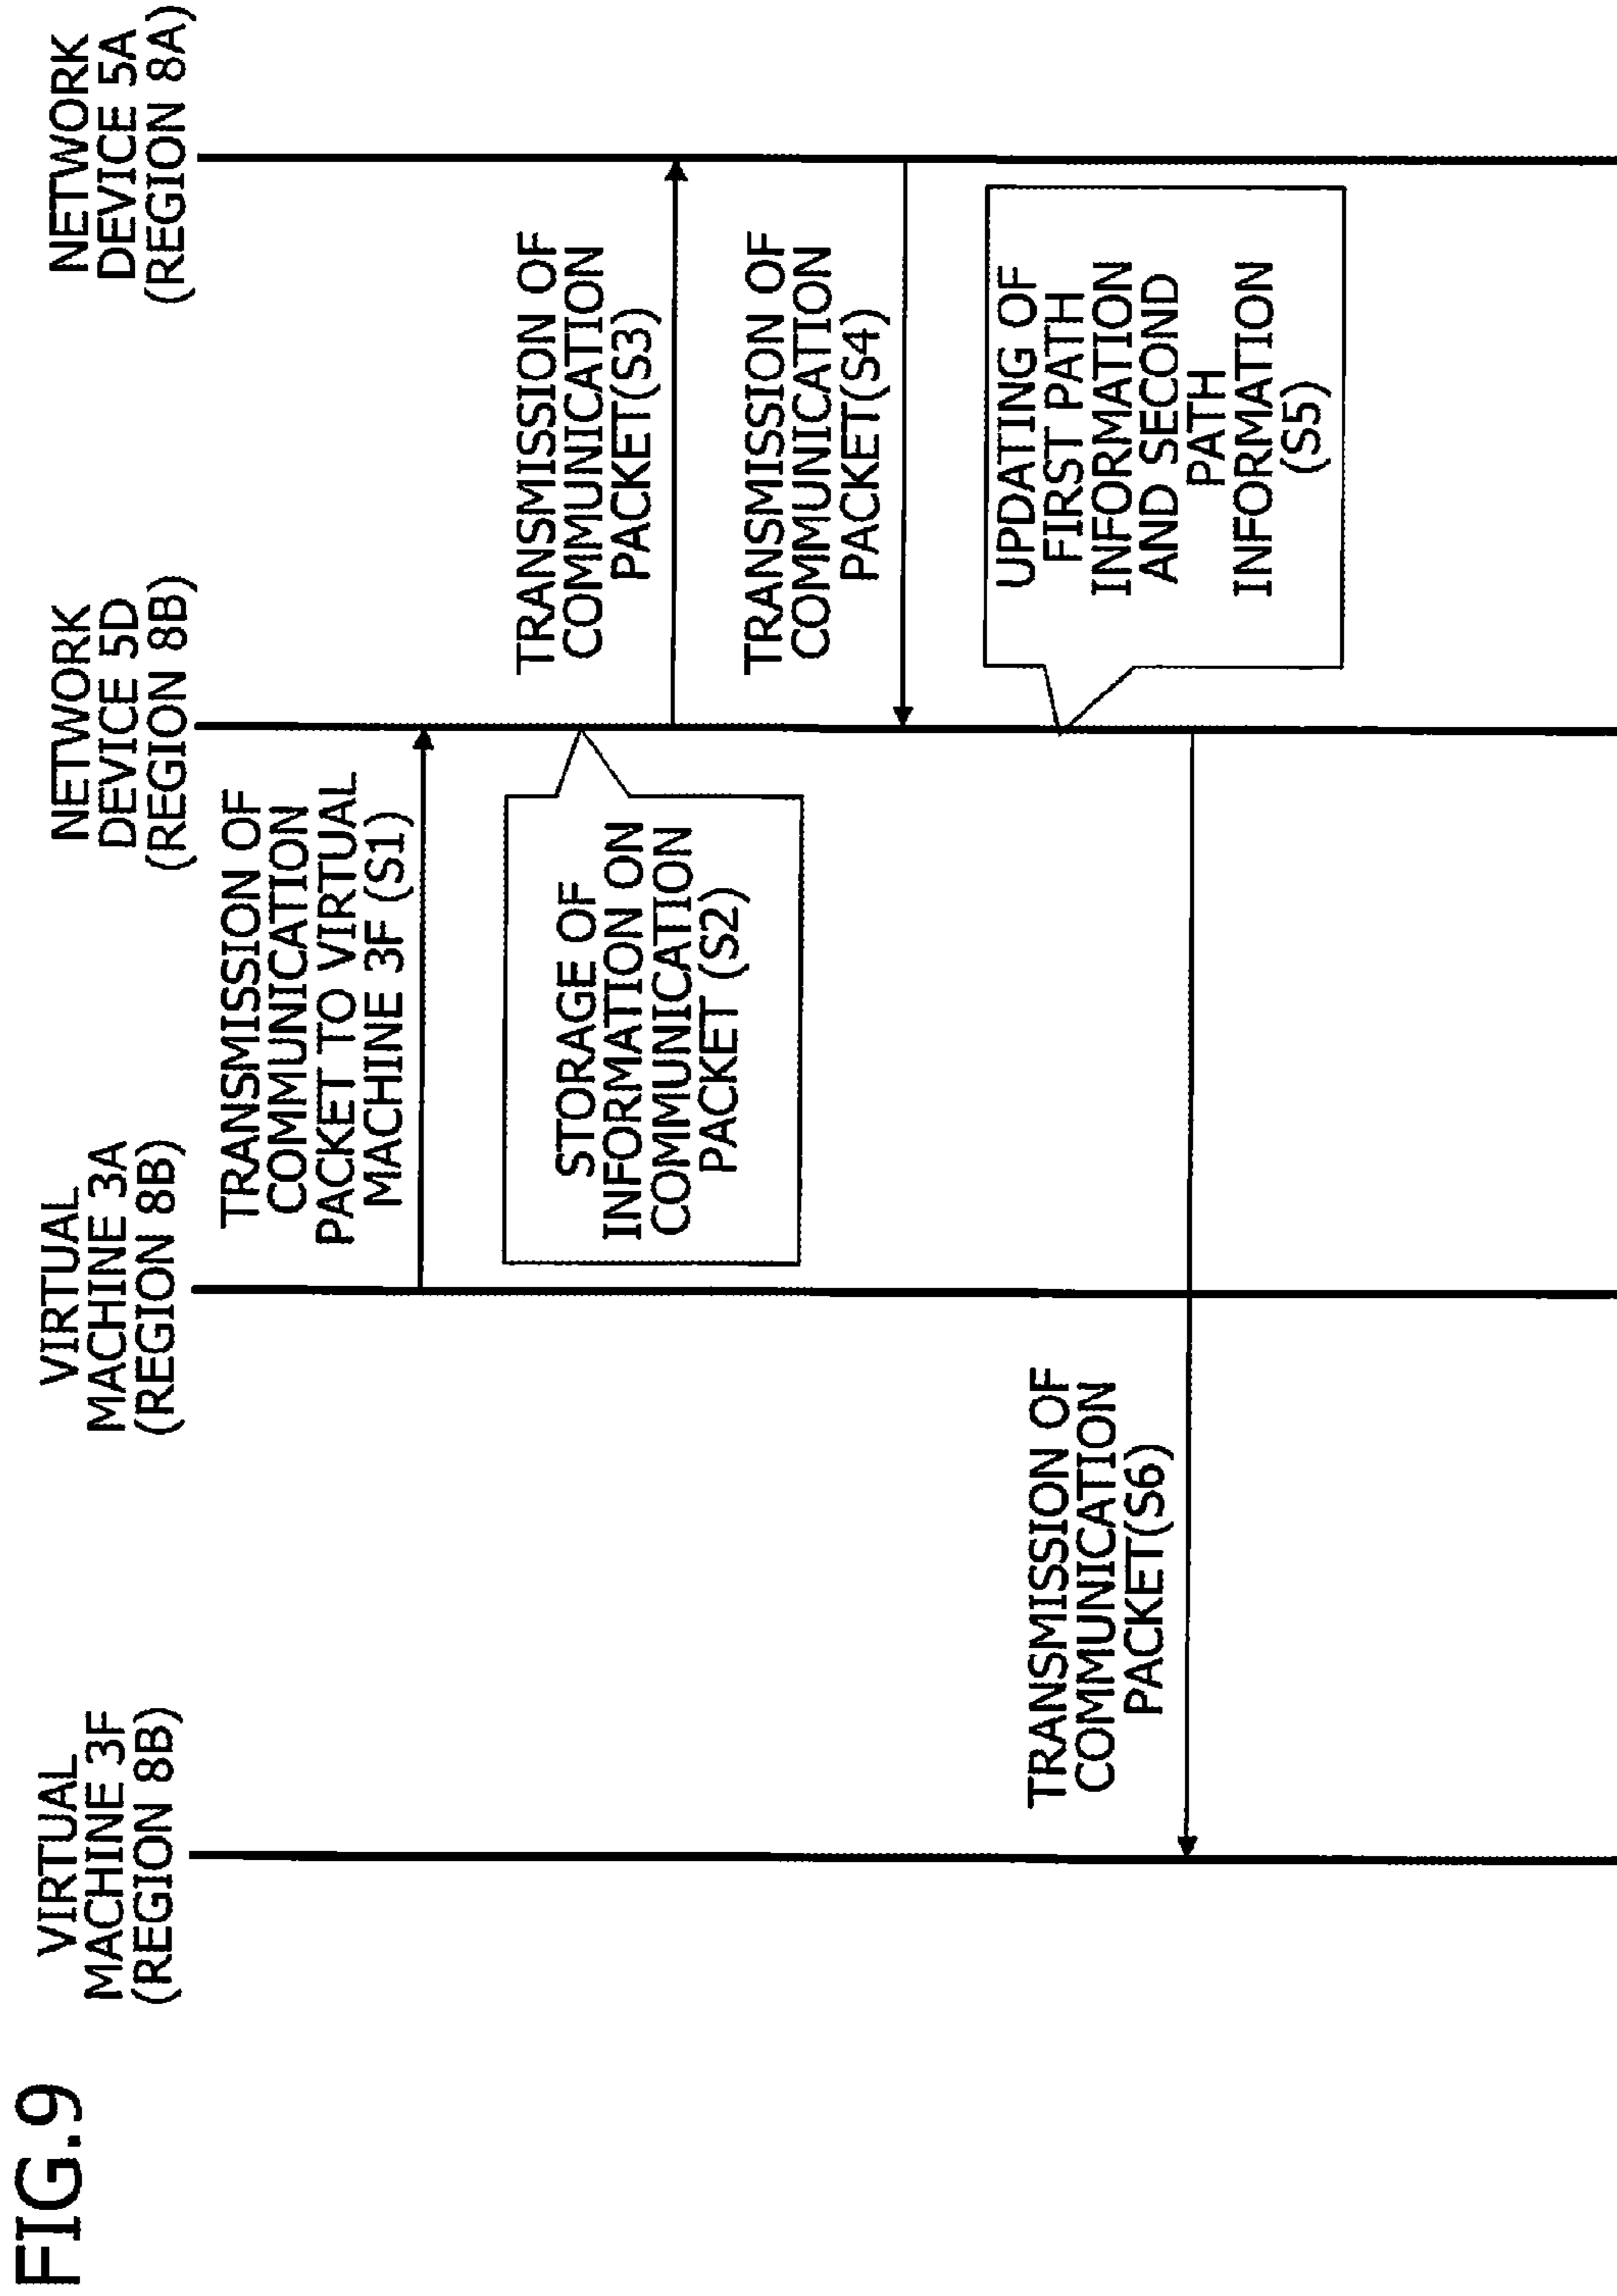 FIG.9
VIRTUAL
MACHINE 3F
(REGION 8B)
VIRTUAL
MACHINE 3A
(REGION 8B)
NETWORK
DEVICE 5D
(REGION 8B)
NETWORK
DEVICE 5A
(REGION 8A)
TRANSMISSION OF
COMMUNICATION
PACKET TO VIRTUAL
MACHINE 3F (S1)
STORAGE OF
INFORMATION ON
COMMUNICATION
PACKET (S2)
TRANSMISSION OF
COMMUNICATION
PACKET(S3)
TRANSMISSION OF
COMMUNICATION
PACKET(S4)
UPDATING OF
FIRST PATH
INFORMATION
AND SECOND
PATH
INFORMATION
(S5)
TRANSMISSION OF
COMMUNICATION
PACKET(S6)